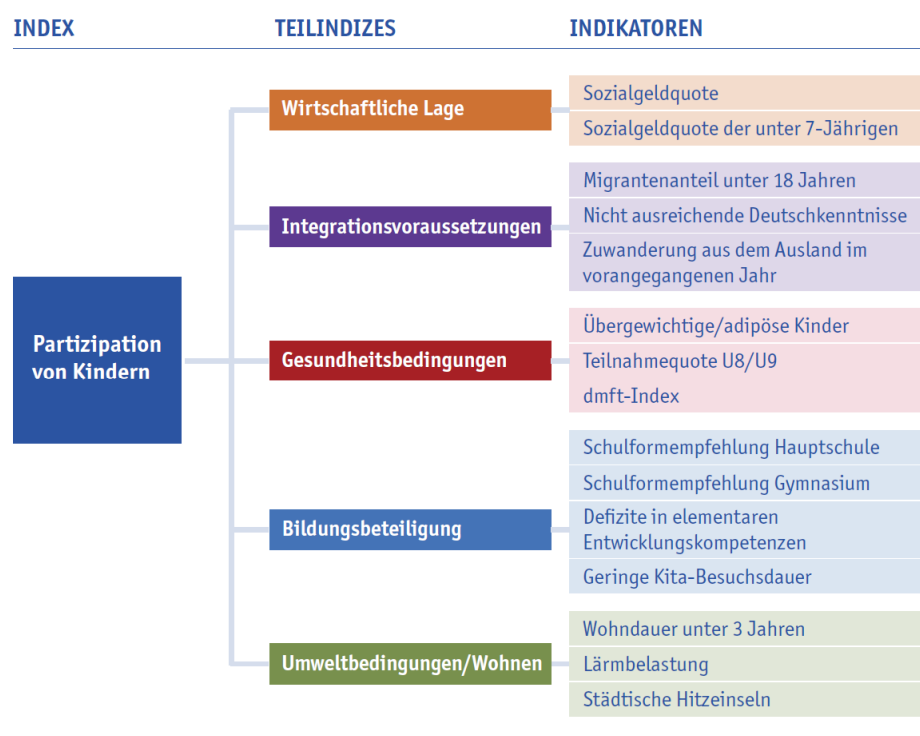 INDEX
TEILINDIZES
INDIKATOREN
Partizipation
von Kindern
Wirtschaftliche Lage
Sozialgeldquote
Sozialgeldquote der unter 7-Jährigen
Integrationsvoraussetzungen
Migrantenanteil unter 18 Jahren
Nicht ausreichende Deutschkenntnisse
Zuwanderung aus dem Ausland im
vorangegangenen Jahr
Gesundheitsbedingungen
Übergewichtige/adipöse Kinder
Teilnahmequote U8/U9
dmft-Index
Bildungsbeteiligung
Schulformempfehlung Hauptschule
Schulformempfehlung Gymnasium
Defizite in elementaren
Entwicklungskompetenzen
Geringe Kita-Besuchsdauer
Umweltbedingungen/Wohnen
Wohndauer unter 3 Jahren
Lärmbelastung
Städtische Hitzeinseln